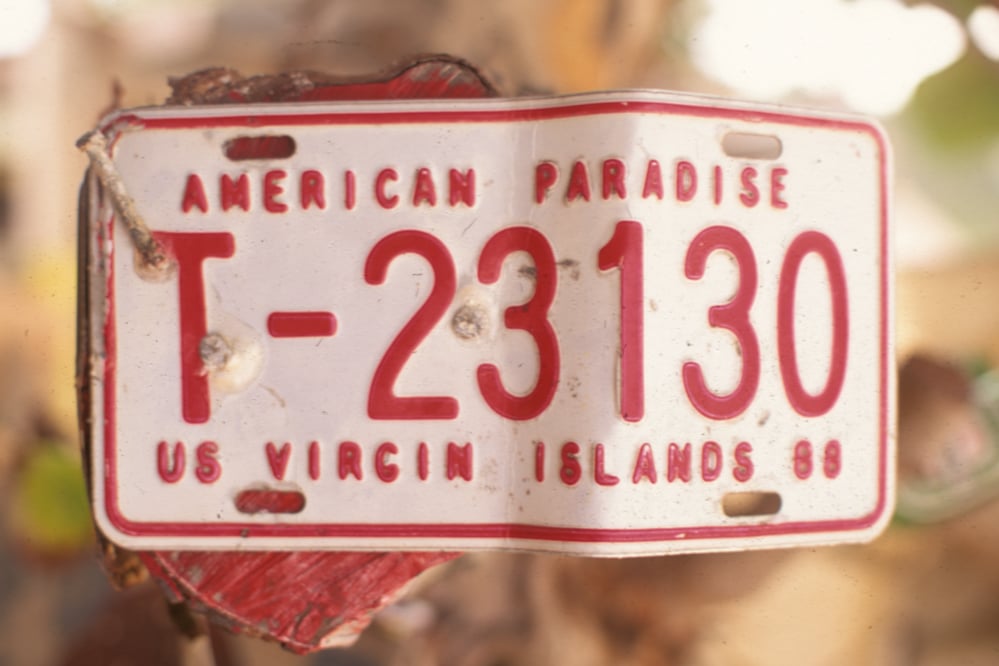 AMERICAN PARADISE
T-23130
US VIRGIN ISLANDS 88